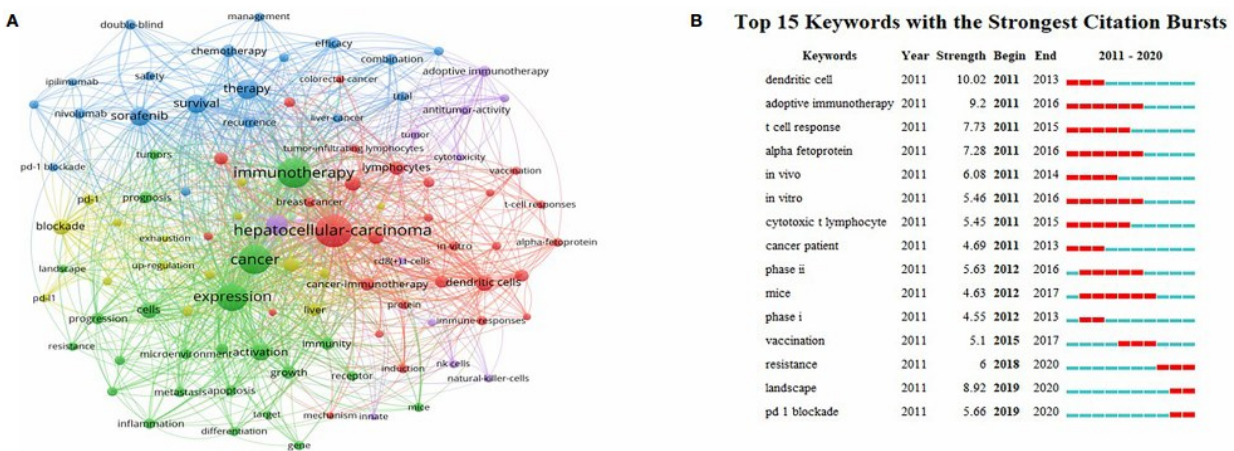 A
double-blind
management
chemotherapy
efficacy
combination
ipilimumab
safety
colorectal-cancer
adoptive immunotherapy
nivolumab
survival
therapy
trial
antitumor-activity
sorafenib
recurrence
liver-cancer
tumor
tumors
tumor-infiltrating lymphocytes
cytotoxicity
pd-1 blockade
immunotherapy
lymphocytes
vaccination
prognosis
pd-1
breast-cancer
t-cell responses
blockade
hepatocellular-carcinoma
exhaustion
in-vitro
alpha-fetoprotein
landscape
up-regulation
cancer
cd8(+) t-cells
pd-l1
expression
cancer-immunotherapy
dendritic cells
progression
cells
liver
protein
immune-responses
resistance
microenvironment
activation
immunity
nk cells
growth
receptor
induction
natural-killer-cells
metastasis
apoptosis
inflammation
target
mechanism
innate
mice
differentiation
gene
B
Top 15 Keywords with the Strongest Citation Bursts
Keywords Year Strength Begin End 2011 - 2020
dendritic cell 2011 10.02 2011 2013
adoptive immunotherapy 2011 9.2 2011 2016
t cell response 2011 7.73 2011 2015
alpha fetoprotein 2011 7.28 2011 2016
in vivo 2011 6.08 2011 2014
in vitro 2011 5.46 2011 2016
cytotoxic t lymphocyte 2011 5.45 2011 2015
cancer patient 2011 4.69 2011 2013
phase ii 2011 5.63 2012 2016
mice 2011 4.63 2012 2017
phase i 2011 4.55 2012 2013
vaccination 2011 5.1 2015 2017
resistance 2011 6 2018 2020
landscape 2011 8.92 2019 2020
pd 1 blockade 2011 5.66 2019 2020